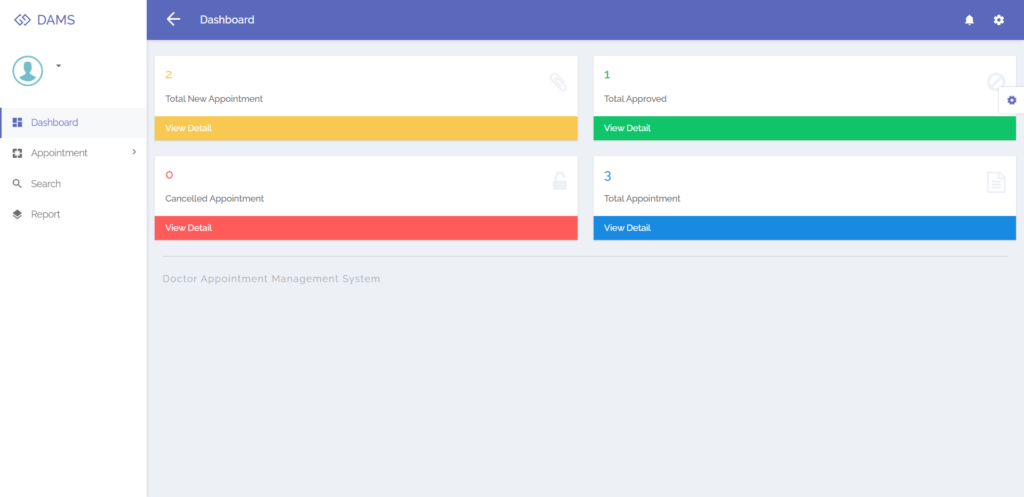 DAMS
Dashboard
Dashboard
Appointment
Search
Report
2
Total New Appointment
View Detail
1
Total Approved
View Detail
0
Cancelled Appointment
View Detail
3
Total Appointment
View Detail
Doctor Appointment Management System